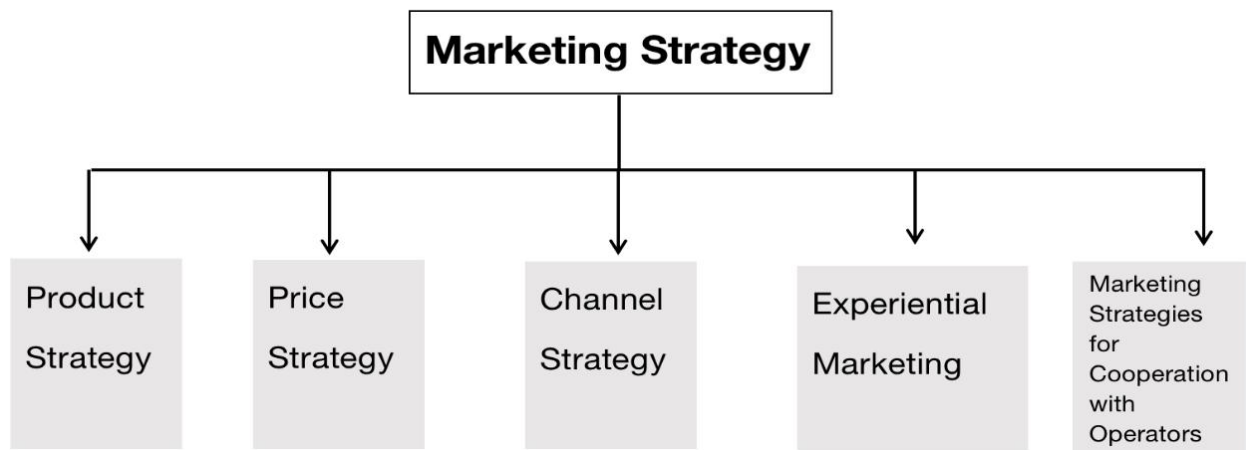 Marketing Strategy
Product
Strategy
Price
Strategy
Channel
Strategy
Experiential
Marketing
Marketing
Strategies
for
Cooperation
with
Operators